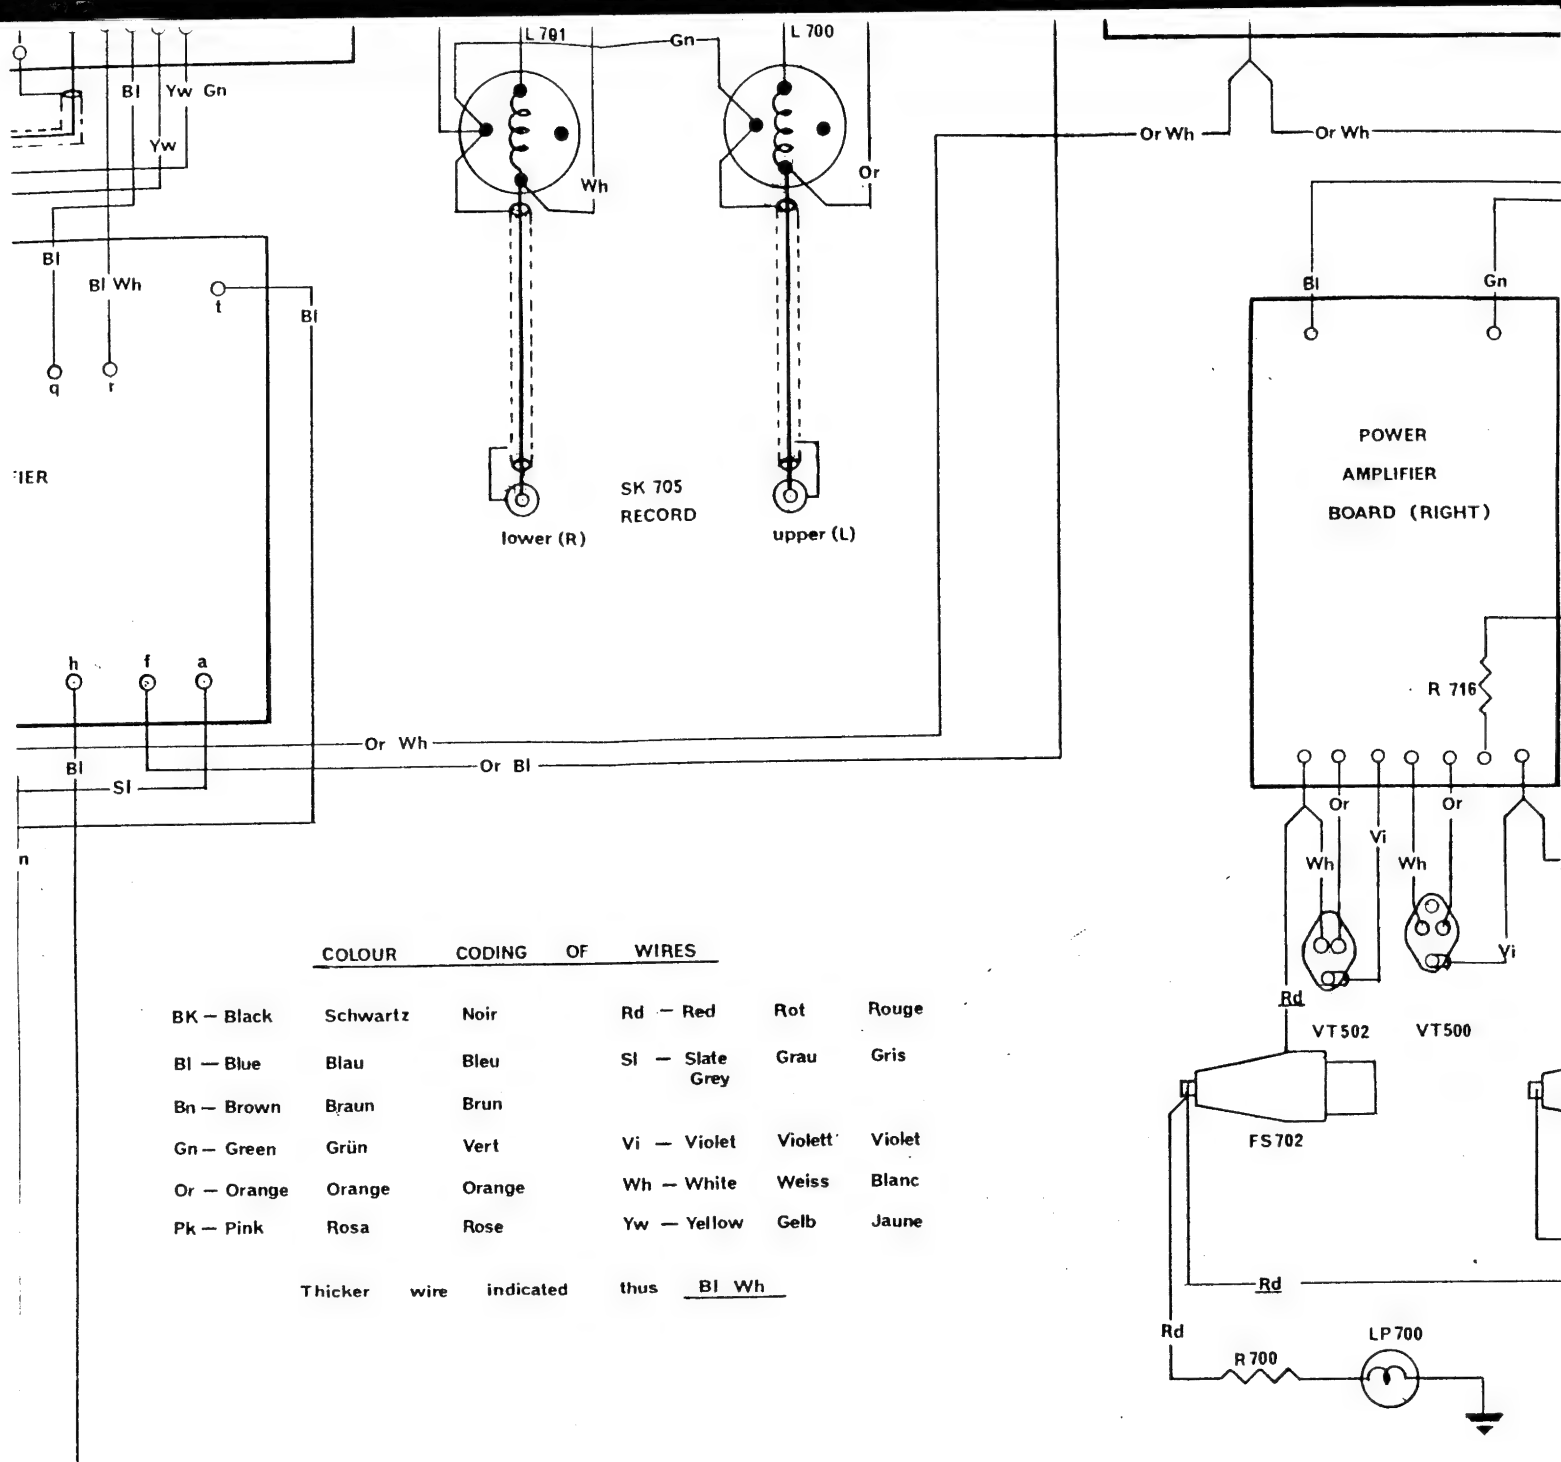 L 701
L 700
Gn
Bl
Yw
Gn
Yw
Or Wh
Or Wh
Wh
Or
Bl
Bl Wh
t
Bl
Bl
Gn
q
r
POWER
AMPLIFIER
BOARD (RIGHT)
IER
SK 705
RECORD
lower (R)
upper (L)
h
f
a
R 716
Or Wh
Or Bl
Bl
Sl
Or
Or
Vi
Wh
Wh
n
Vi
Rd
VT502
VT500
FS702
COLOUR CODING OF WIRES
BK — Black Schwartz Noir Rd — Red Rot Rouge
Bl — Blue Blau Bleu Sl — Slate Grau Gris
Grey
Bn — Brown Braun Brun
Gn — Green Grün Vert Vi — Violet Violett Violet
Or — Orange Orange Orange Wh — White Weiss Blanc
Pk — Pink Rosa Rose Yw — Yellow Gelb Jaune
Thicker wire indicated thus Bl Wh
Rd
Rd
R 700
LP 700